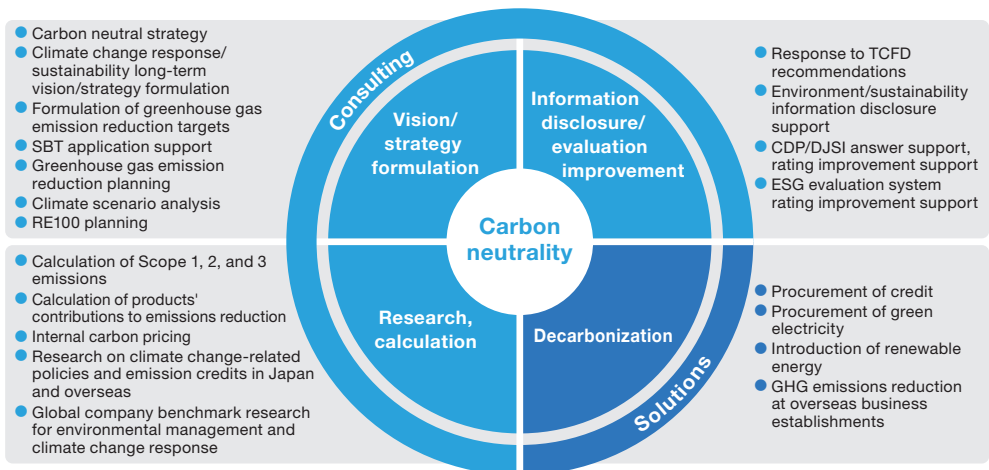 Carbon neutral strategy
Climate change response/
sustainability long-term
vision/strategy formulation
Formulation of greenhouse gas
emission reduction targets
SBT application support
Greenhouse gas emission
reduction planning
Climate scenario analysis
RE100 planning
Consulting
Vision/
strategy
formulation
Information
disclosure/
evaluation
improvement
Response to TCFD
recommendations
Environment/sustainability
information disclosure
support
CDP/DJSI answer support,
rating improvement support
ESG evaluation system
rating improvement support
Carbon
neutrality
Calculation of Scope 1, 2, and 3
emissions
Calculation of products'
contributions to emissions reduction
Internal carbon pricing
Research on climate change-related
policies and emission credits in Japan
and overseas
Global company benchmark research
for environmental management and
climate change response
Research,
calculation
Decarbonization
Solutions
Procurement of credit
Procurement of green
electricity
Introduction of renewable
energy
GHG emissions reduction
at overseas business
establishments